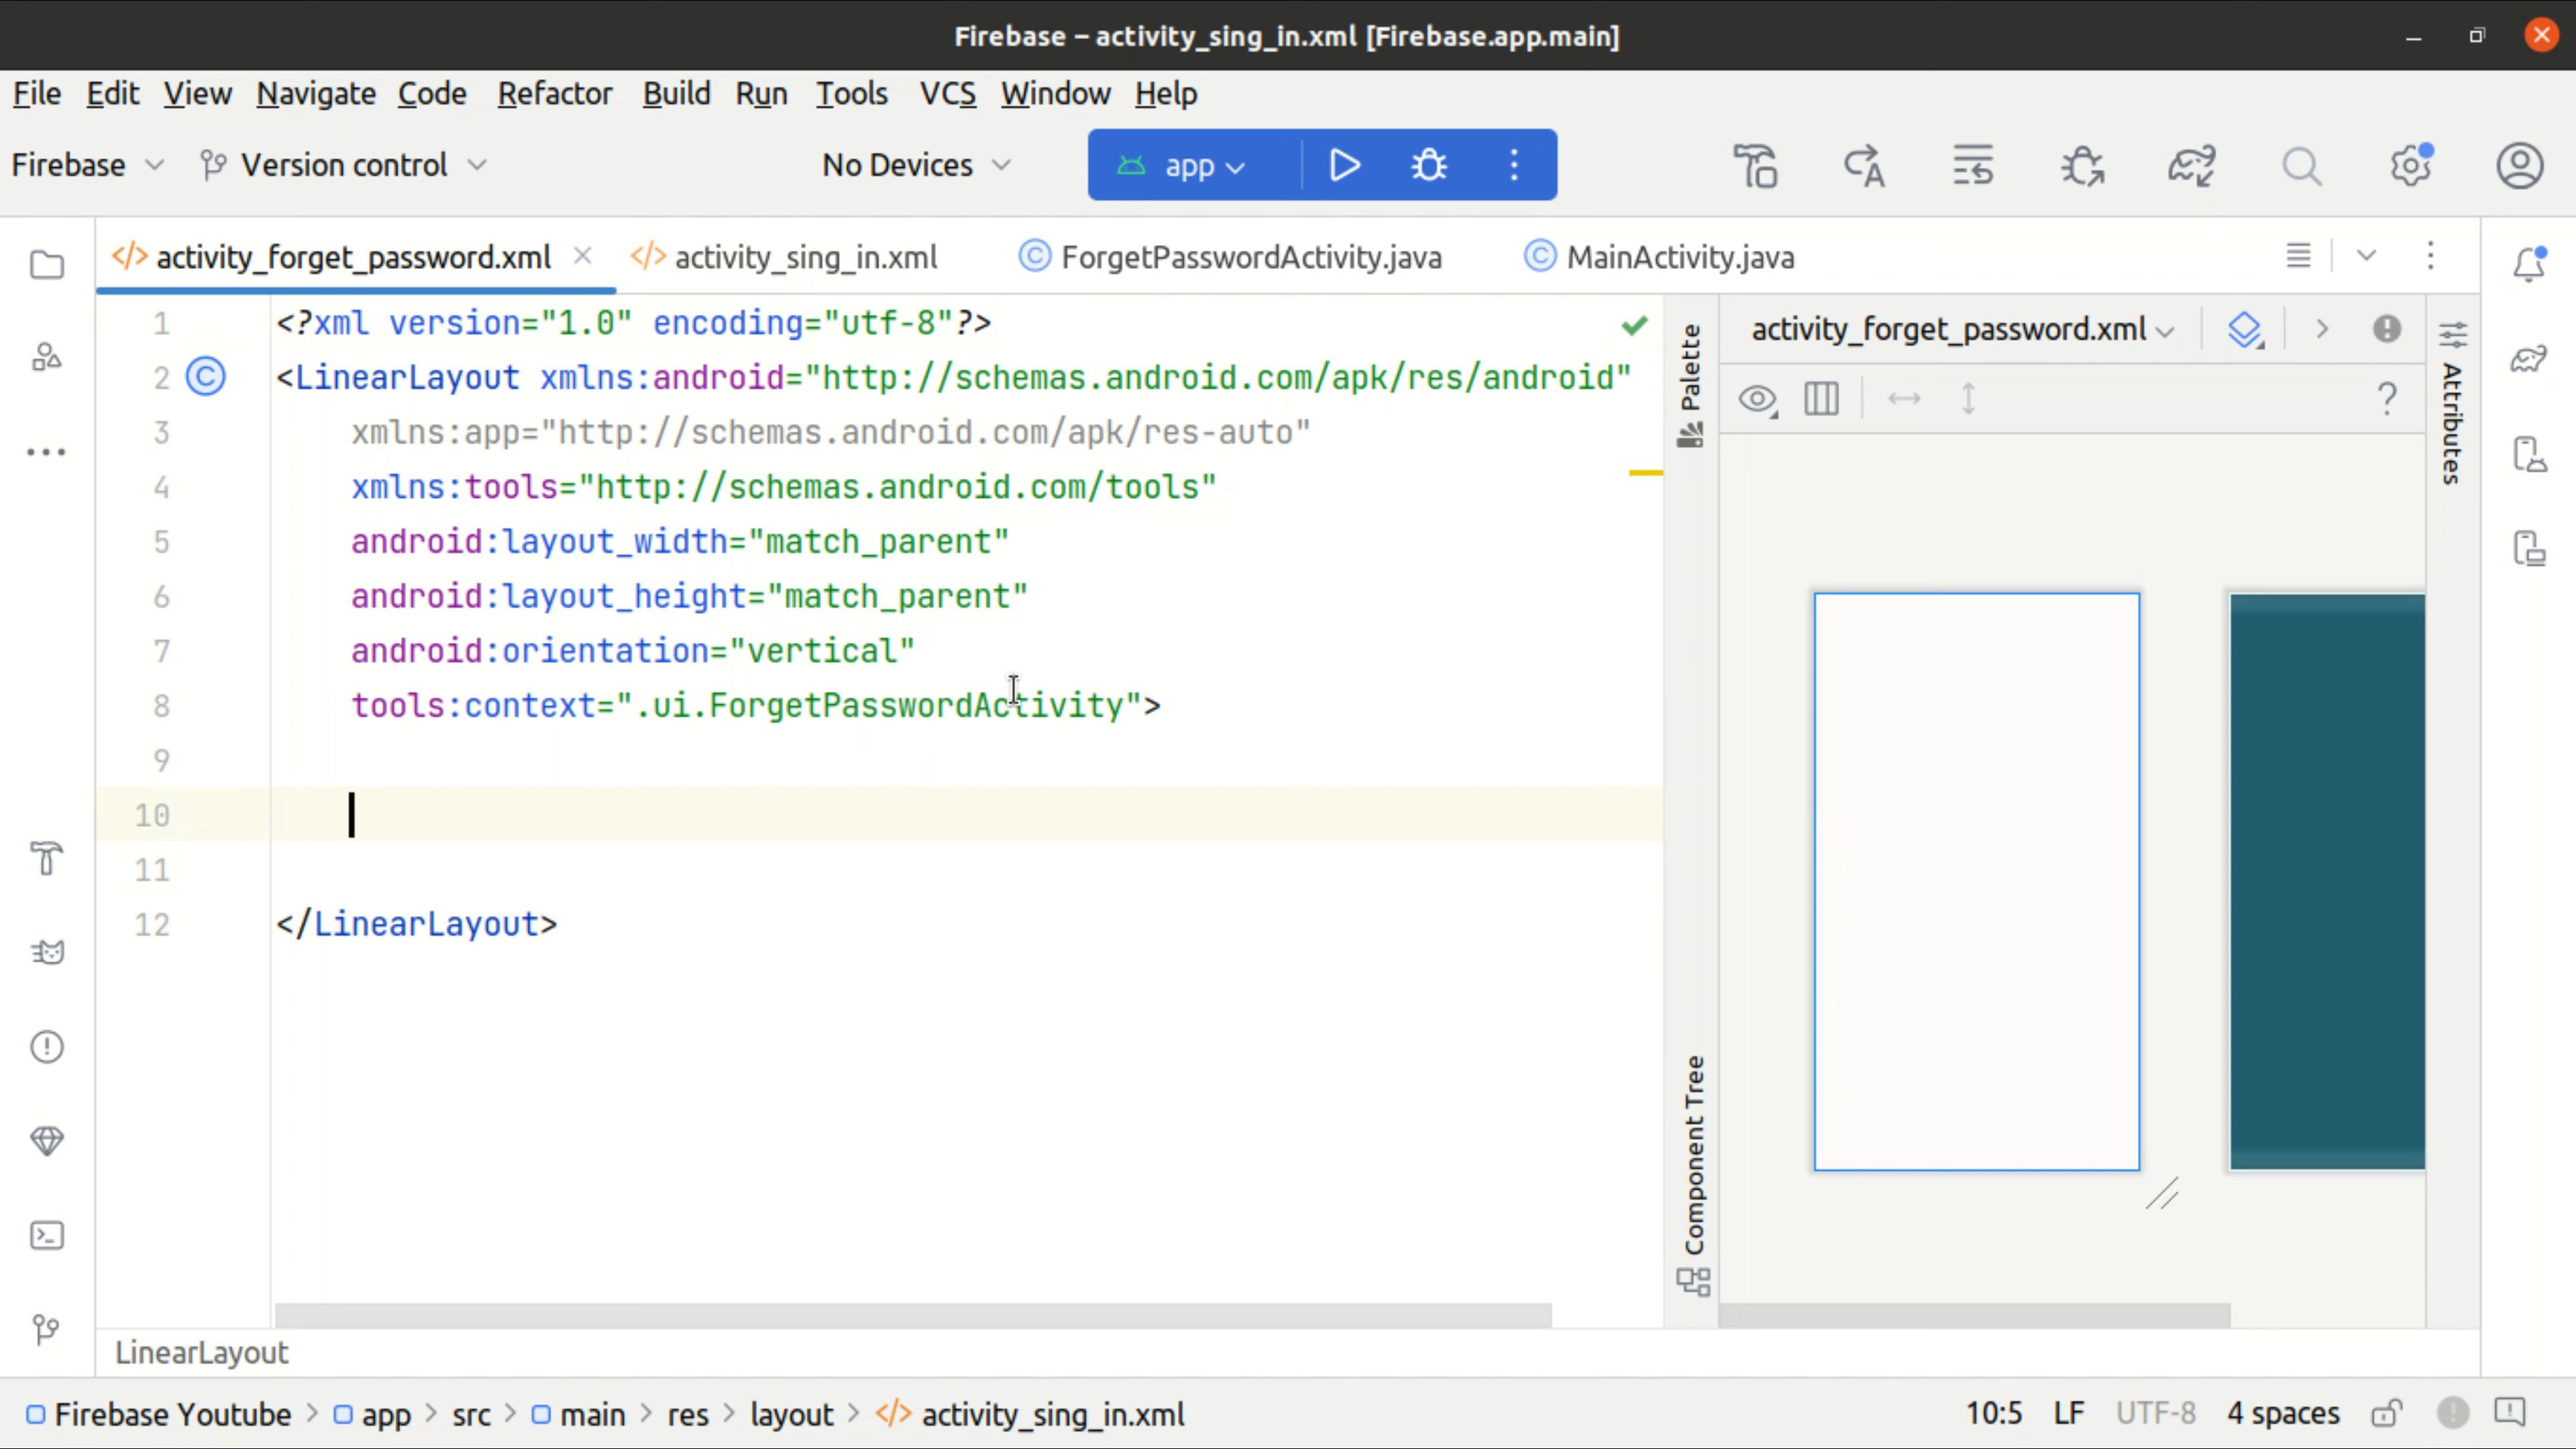 Firebase – activity_sing_in.xml [Firebase.app.main]
File Edit View Navigate Code Refactor Build Run Tools VCS Window Help
Firebase Version control No Devices app
activity_forget_password.xml activity_sing_in.xml ForgetPasswordActivity.java MainActivity.java
1 <?xml version="1.0" encoding="utf-8"?>
2 <LinearLayout xmlns:android="http://schemas.android.com/apk/res/android"
3 xmlns:app="http://schemas.android.com/apk/res-auto"
4 xmlns:tools="http://schemas.android.com/tools"
5 android:layout_width="match_parent"
6 android:layout_height="match_parent"
7 android:orientation="vertical"
8 tools:context=".ui.ForgetPasswordActivity">
9
10
11
12 </LinearLayout>
Palette
Component Tree
activity_forget_password.xml
?
Attributes
LinearLayout
Firebase Youtube > app > src > main > res > layout > activity_sing_in.xml
10:5 LF UTF-8 4 spaces